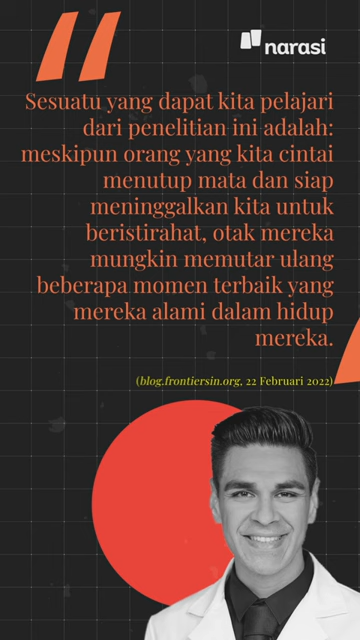 narasi
Sesuatu yang dapat kita pelajari
dari penelitian ini adalah:
meskipun orang yang kita cintai
menutup mata dan siap
meninggalkan kita untuk
beristirahat, otak mereka
mungkin memutar ulang
beberapa momen terbaik yang
mereka alami dalam hidup
mereka.
(blog.frontiersin.org, 22 Februari 2022)